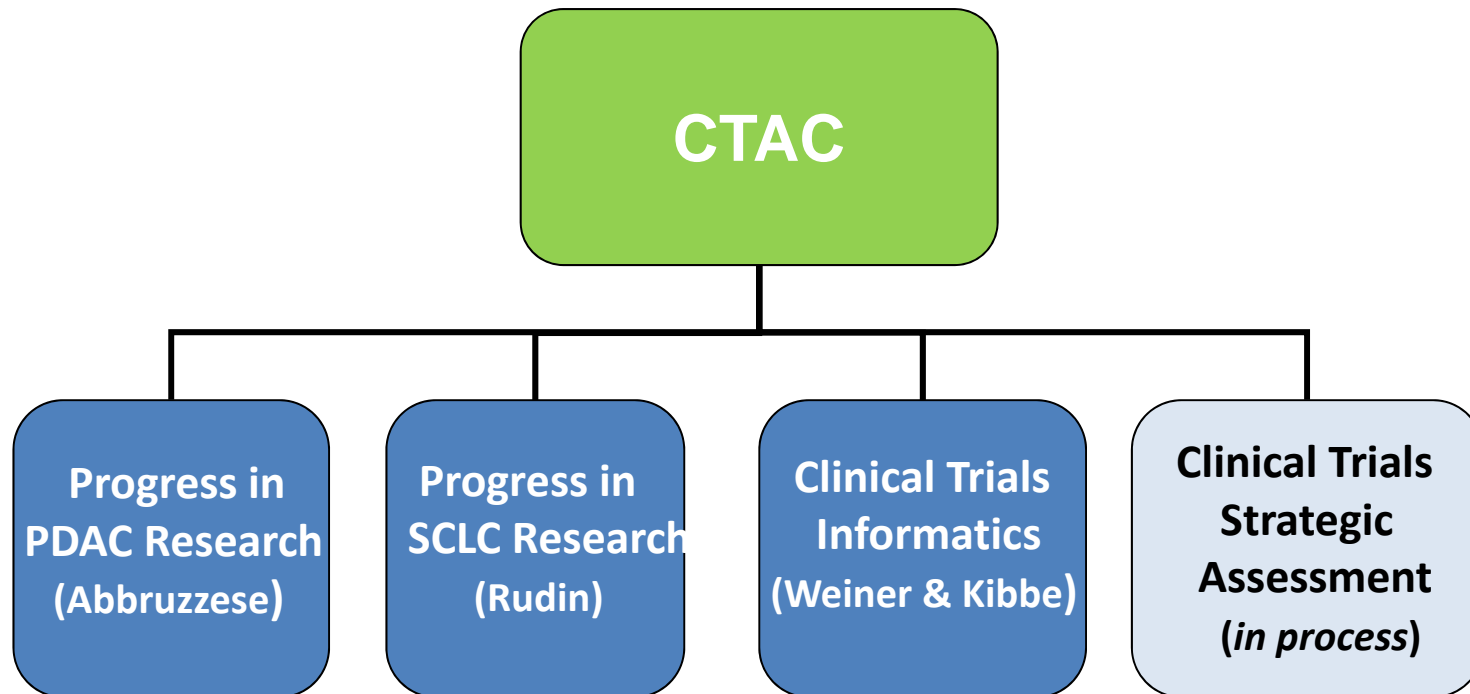 CTAC
Progress in
PDAC Research
(Abbruzzese)
Progress in
SCLC Research
(Rudin)
Clinical Trials
Informatics
(Weiner & Kibbe)
Clinical Trials
Strategic
Assessment
(in process)